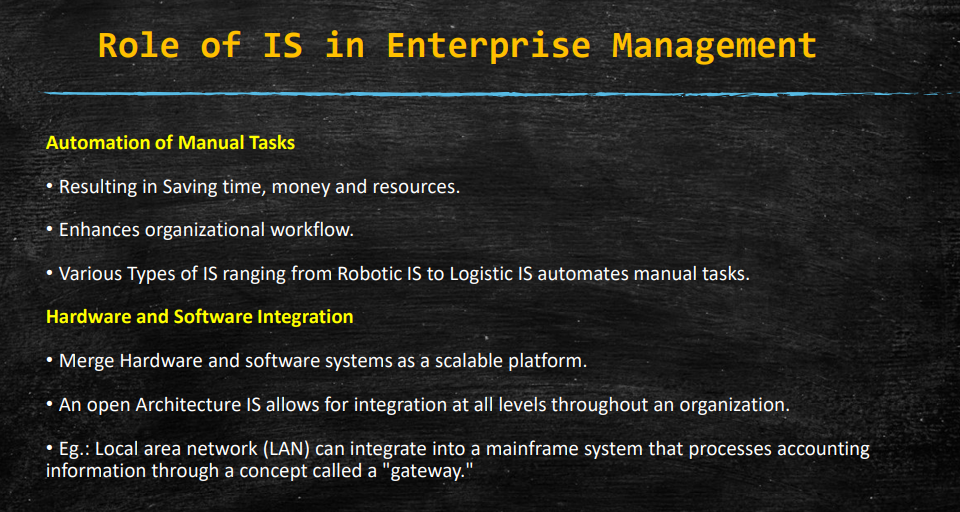 Role of IS in Enterprise Management
Automation of Manual Tasks
• Resulting in Saving time, money and resources.
• Enhances organizational workflow.
• Various Types of IS ranging from Robotic IS to Logistic IS automates manual tasks.
Hardware and Software Integration
• Merge Hardware and software systems as a scalable platform.
• An open Architecture IS allows for integration at all levels throughout an organization.
• Eg.: Local area network (LAN) can integrate into a mainframe system that processes accounting
information through a concept called a "gateway."